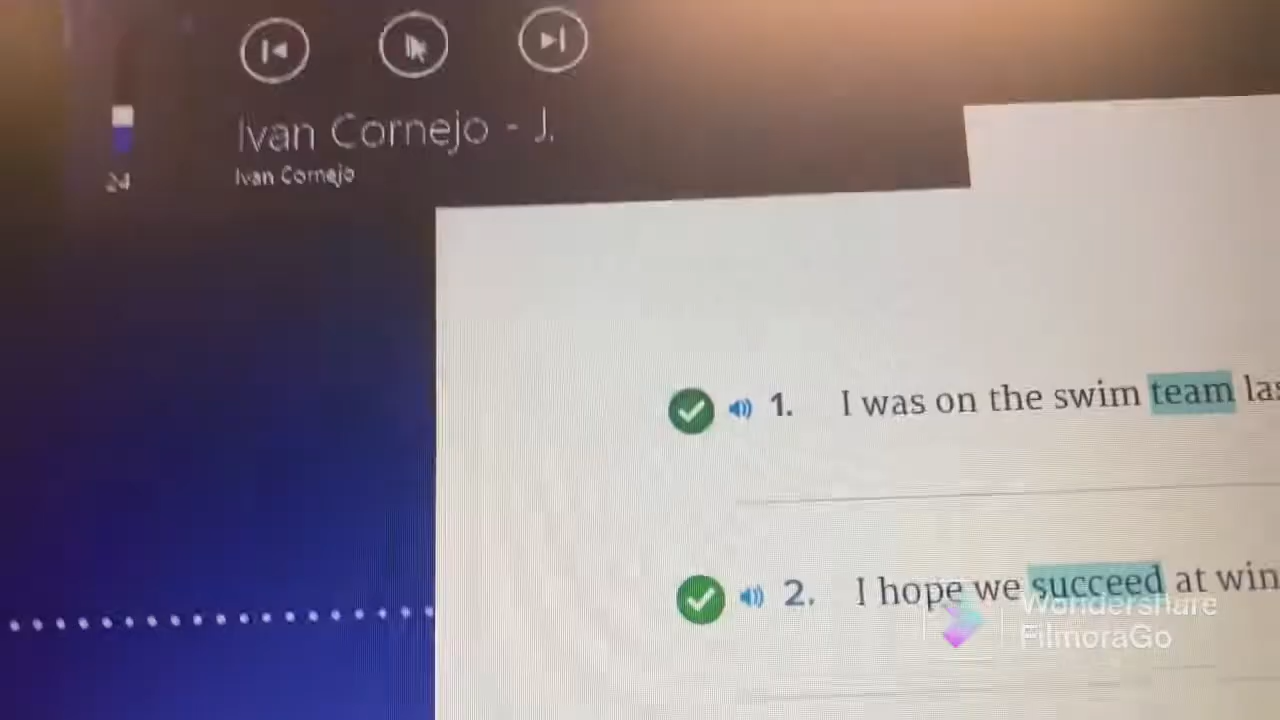 Ivan Cornejo - J.
Ivan Cornejo
24
1. I was on the swim team las
2. I hope we succeed at win
Wondershare
FilmoraGo